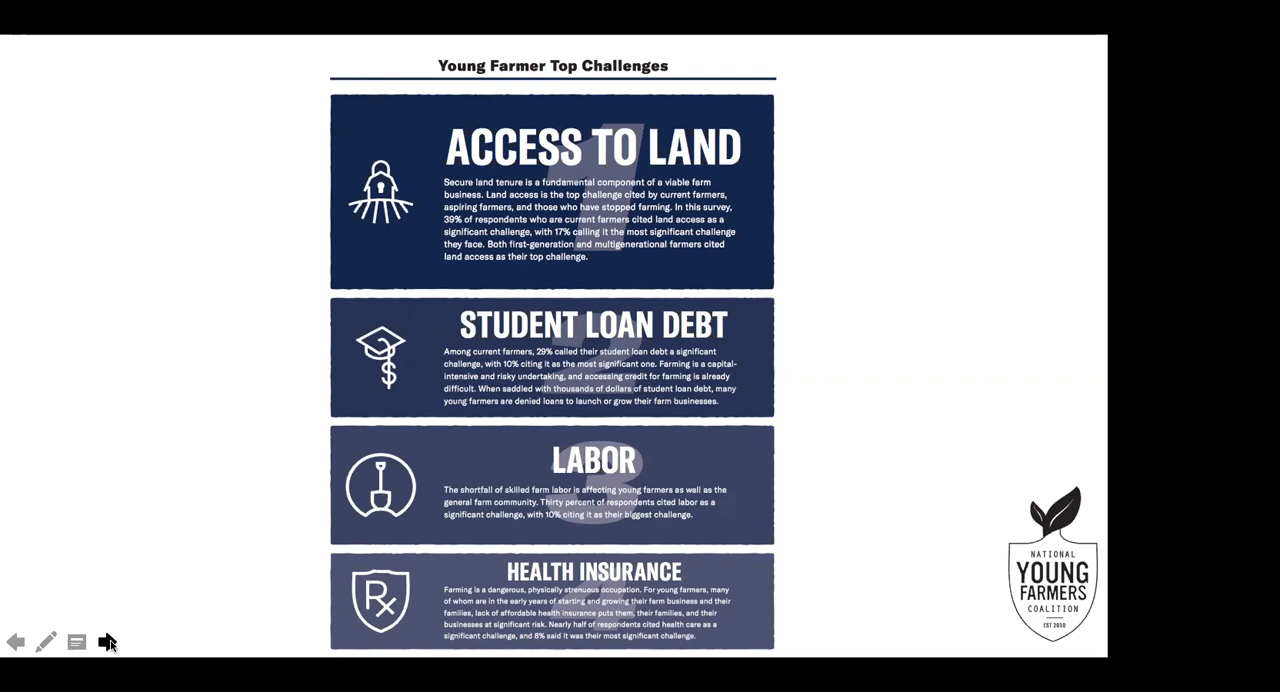 Young Farmer Top Challenges
1
ACCESS TO LAND
Secure land tenure is a fundamental component of a viable farm
business. Land access is the top challenge cited by current farmers,
aspiring farmers, and those who have stopped farming. In this survey,
39% of respondents who are current farmers cited land access as a
significant challenge, with 17% calling it the most significant challenge
they face. Both first-generation and multigenerational farmers cited
land access as their top challenge.
2
STUDENT LOAN DEBT
Among current farmers, 29% called their student loan debt a significant
challenge, with 10% citing it as the most significant one. Farming is a capital-
intensive and risky undertaking, and accessing credit for farming is already
difficult. When saddled with thousands of dollars of student loan debt, many
young farmers are denied loans to launch or grow their farm businesses.
$
3
LABOR
The shortfall of skilled farm labor is affecting young farmers as well as the
general farm community. Thirty percent of respondents cited labor as a
significant challenge, with 10% citing it as their biggest challenge.
4
HEALTH INSURANCE
Farming is a dangerous, physically strenuous occupation. For young farmers, many
of whom are in the early years of starting and growing their farm business and their
families, lack of affordable health insurance puts them, their families, and their
businesses at significant risk. Nearly half of respondents cited health care as a
significant challenge, and 8% said it was their most significant challenge.
Rx
NATIONAL
YOUNG
FARMERS
COALITION
EST 2010